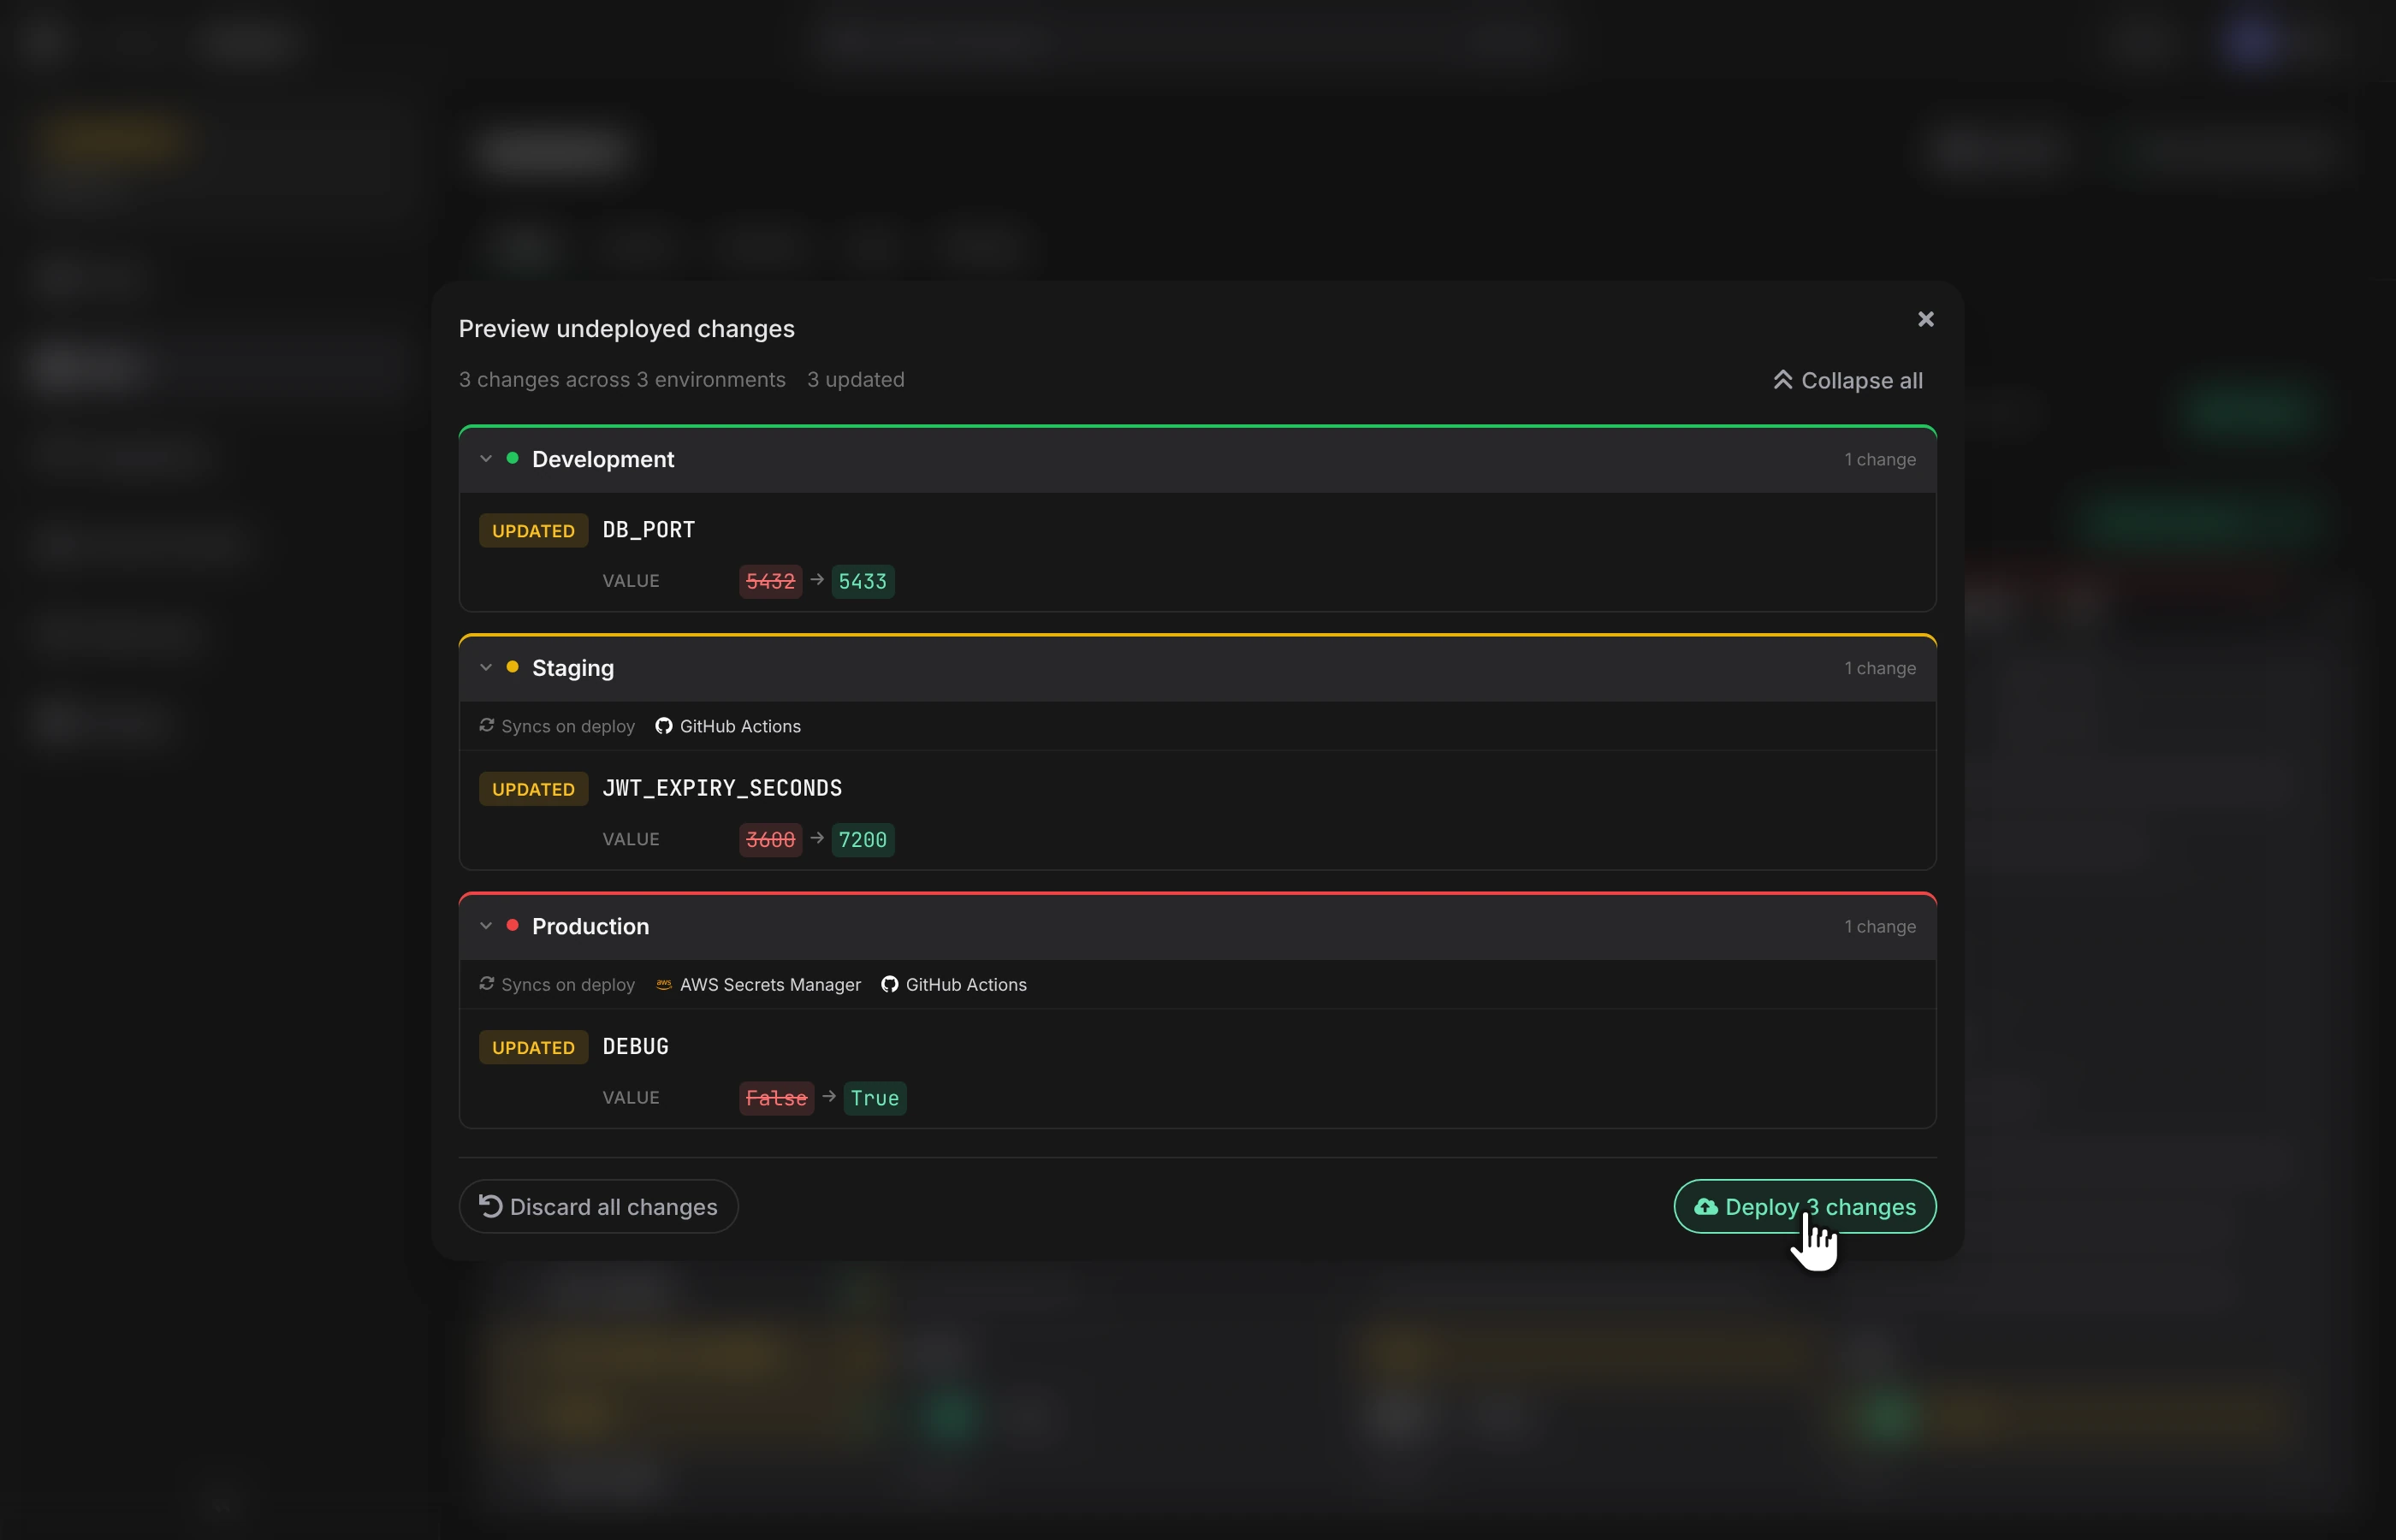 Preview undeployed changes
3 changes across 3 environments 3 updated
Collapse all
Development
1 change
UPDATED DB_PORT
VALUE 5432 → 5433
Staging
1 change
Syncs on deploy GitHub Actions
UPDATED JWT_EXPIRY_SECONDS
VALUE 3600 → 7200
Production
1 change
Syncs on deploy aws AWS Secrets Manager GitHub Actions
UPDATED DEBUG
VALUE False → True
Discard all changes
Deploy 3 changes